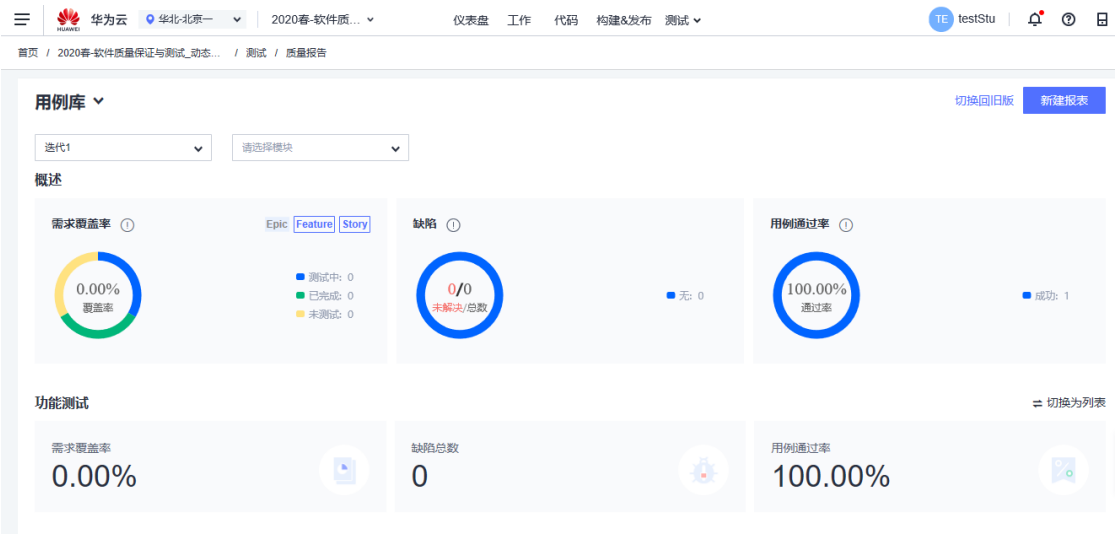 HUAWEI 华为云 华北-北京一 2020春-软件质... 仪表盘 工作 代码 构建&发布 测试 TE testStu
首页 / 2020春-软件质量保证与测试_动态... / 测试 / 质量报告
用例库 切换回旧版 新建报表
迭代1 请选择模块
概述
需求覆盖率 Epic Feature Story 缺陷 用例通过率
测试中: 0
0.00% 0/0 100.00%
已完成: 0 无: 0 成功: 1
覆盖率 未解决/总数 通过率
未测试: 0
功能测试 切换为列表
需求覆盖率 缺陷总数 用例通过率
0.00% 0 100.00%